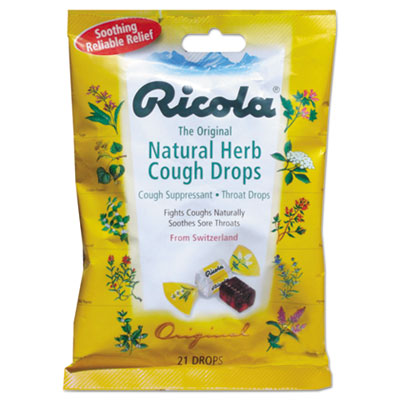 Soothing
Reliable Relief
Ricola
The Original
Natural Herb
Cough Drops
Cough Suppressant • Throat Drops
Fights Coughs Naturally
Soothes Sore Throats
From Switzerland
Ricola
Original
21 DROPS